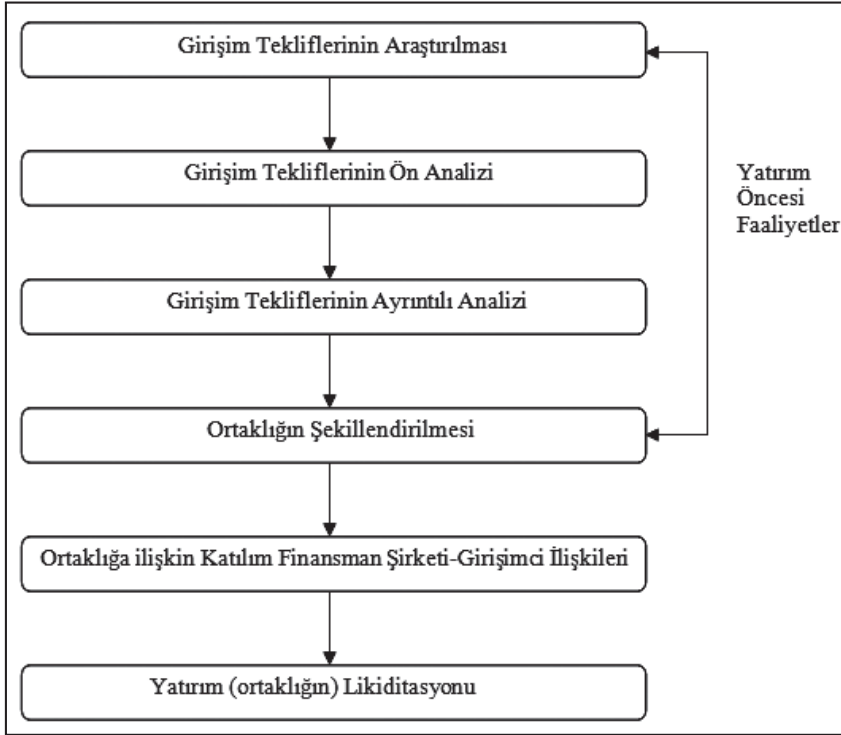 Girişim Tekliflerinin Araştırılması
Girişim Tekliflerinin Ön Analizi
Yatırım
Öncesi
Faaliyetler
Girişim Tekliflerinin Ayrıntılı Analizi
Ortaklığın Şekillendirilmesi
Ortaklığa ilişkin Katılım Finansman Şirketi-Girişimci İlişkileri
Yatırım (ortaklığın) Likiditasyonu